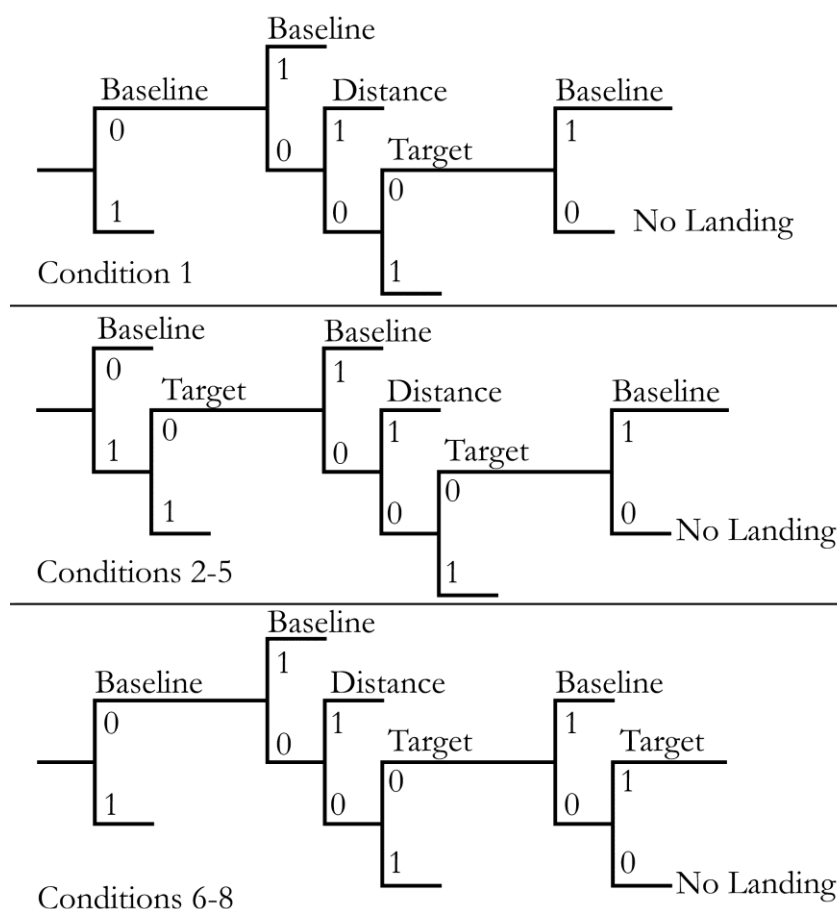 Baseline
1
Baseline
Distance
Baseline
0
1
1
0
Target
0
1
0
0
No Landing
1
Condition 1
Baseline
Baseline
0
1
Target
Distance
Baseline
0
1
1
1
0
Target
0
1
0
0
No Landing
Conditions 2-5
1
Baseline
1
Baseline
Distance
Baseline
0
1
1
0
Target
Target
0
1
1
0
0
1
0
No Landing
Conditions 6-8